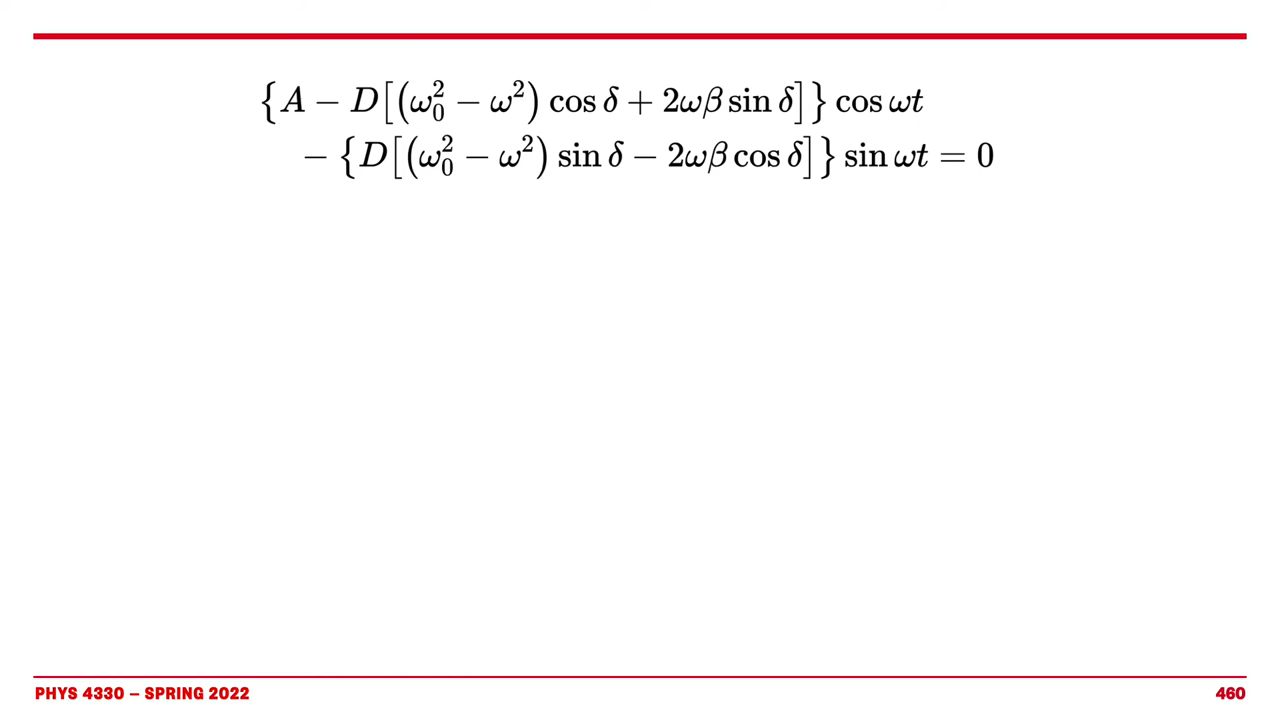 {A − D[(ω₀² − ω²) cos δ + 2ωβ sin δ]} cos ωt
− {D[(ω₀² − ω²) sin δ − 2ωβ cos δ]} sin ωt = 0
PHYS 4330 – SPRING 2022
460